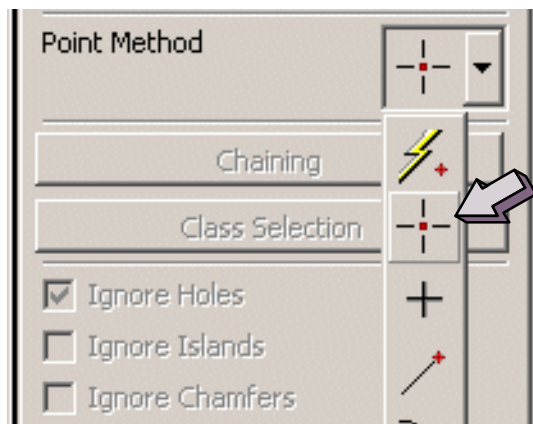 Point Method
Chaining
Class Selection
Ignore Holes
Ignore Islands
Ignore Chamfers